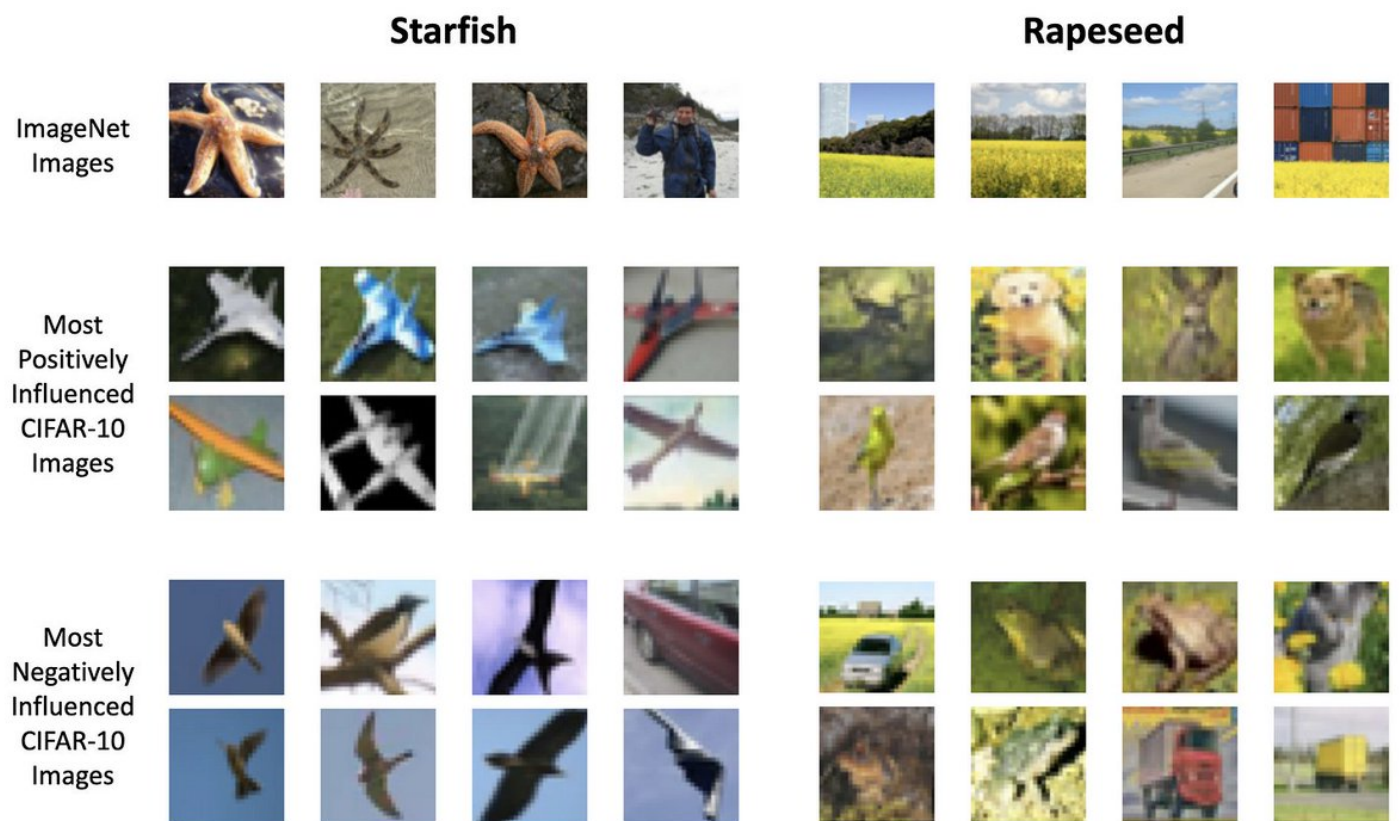 Starfish
Rapeseed
ImageNet
Images
Most
Positively
Influenced
CIFAR-10
Images
Most
Negatively
Influenced
CIFAR-10
Images